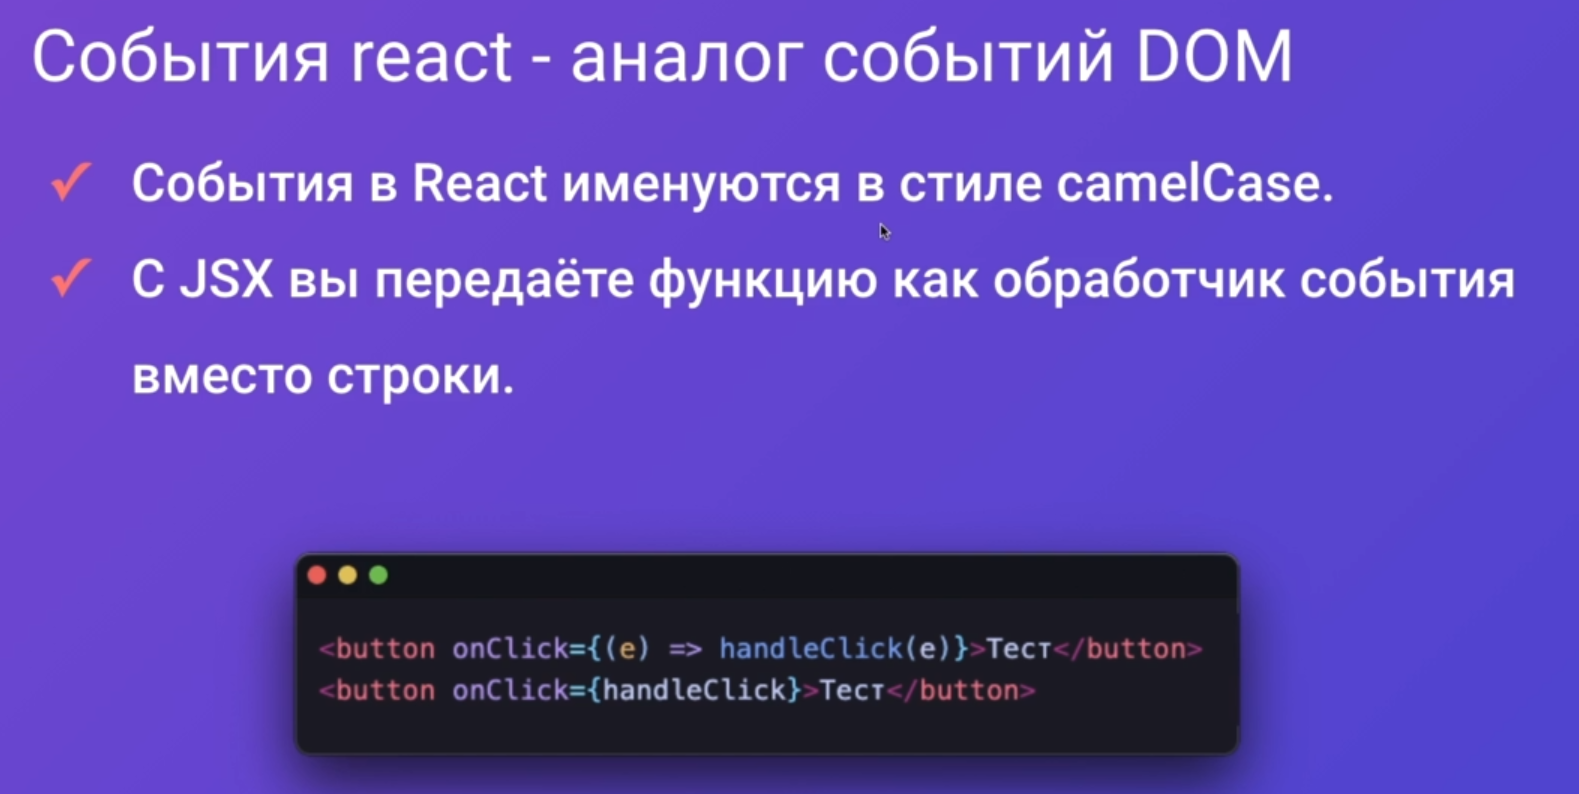 События react - аналог событий DOM
✓ События в React именуются в стиле camelCase.
✓ С JSX вы передаёте функцию как обработчик события
вместо строки.
<button onClick={(e) => handleClick(e)}>Тест</button>
<button onClick={handleClick}>Тест</button>